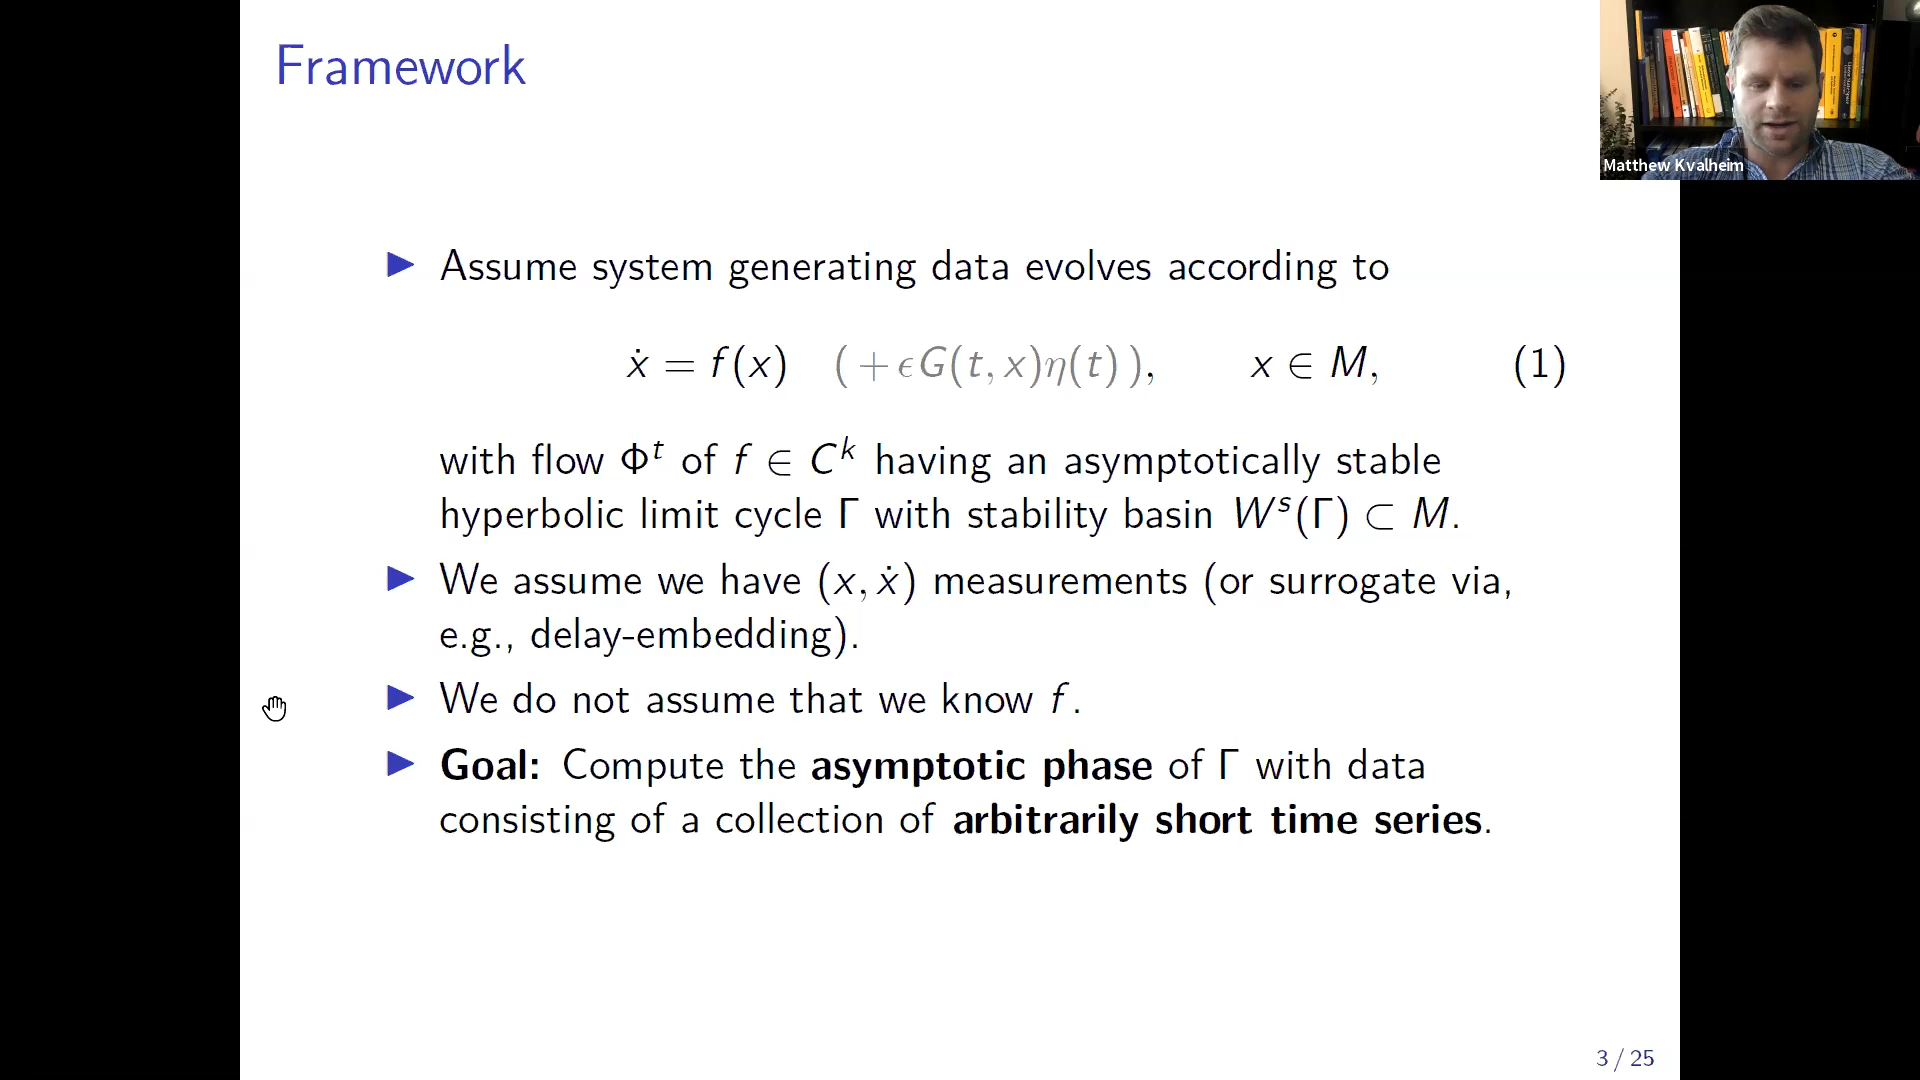 Framework
Matthew Kvalheim
▶ Assume system generating data evolves according to
ẋ = f(x) ( + ϵG(t, x)η(t) ), x ∈ M, (1)
with flow Φᵗ of f ∈ Cᵏ having an asymptotically stable
hyperbolic limit cycle Γ with stability basin Wˢ(Γ) ⊂ M.
▶ We assume we have (x, ẋ) measurements (or surrogate via,
e.g., delay-embedding).
▶ We do not assume that we know f.
▶ Goal: Compute the asymptotic phase of Γ with data
consisting of a collection of arbitrarily short time series.
3 / 25